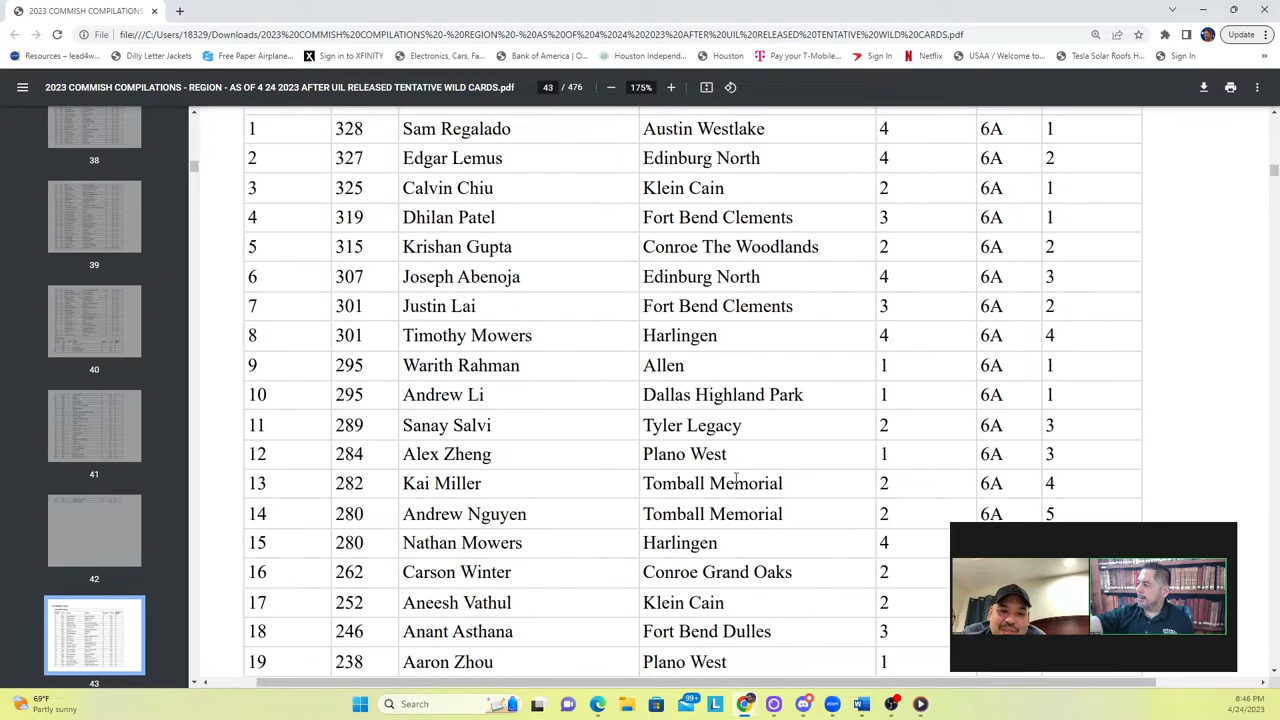 2023 COMMISH COMPILATIONS
File | file:///C:/Users/18329/Downloads/2023%20COMMISH%20COMPILATIONS%20-%20REGION%20-%20AS%20OF%204%2024%202023%20AFTER%20UIL%20RELEASED%20TENTATIVE%20WILD%20CARDS.pdf
Update
Resources – lead4w...
Dilly Letter Jackets
Free Paper Airplane...
Sign in to XFINITY
Electronics, Cars, Fa...
Bank of America | O...
Houston Independ...
Houston
Pay your T-Mobile...
Sign In
Netflix
USAA / Welcome to...
Tesla Solar Roofs H...
Sign In
2023 COMMISH COMPILATIONS - REGION - AS OF 4 24 2023 AFTER UIL RELEASED TENTATIVE WILD CARDS.pdf
43 / 476
175%
38
39
40
41
42
43
1 328 Sam Regalado Austin Westlake 4 6A 1
2 327 Edgar Lemus Edinburg North 4 6A 2
3 325 Calvin Chiu Klein Cain 2 6A 1
4 319 Dhilan Patel Fort Bend Clements 3 6A 1
5 315 Krishan Gupta Conroe The Woodlands 2 6A 2
6 307 Joseph Abenoja Edinburg North 4 6A 3
7 301 Justin Lai Fort Bend Clements 3 6A 2
8 301 Timothy Mowers Harlingen 4 6A 4
9 295 Warith Rahman Allen 1 6A 1
10 295 Andrew Li Dallas Highland Park 1 6A 1
11 289 Sanay Salvi Tyler Legacy 2 6A 3
12 284 Alex Zheng Plano West 1 6A 3
13 282 Kai Miller Tomball Memorial 2 6A 4
14 280 Andrew Nguyen Tomball Memorial 2 6A 5
15 280 Nathan Mowers Harlingen 4
16 262 Carson Winter Conroe Grand Oaks 2
17 252 Aneesh Vathul Klein Cain 2
18 246 Anant Asthana Fort Bend Dulles 3
19 238 Aaron Zhou Plano West 1
69°F
Partly sunny
Search
99+
8:46 PM
4/24/2023